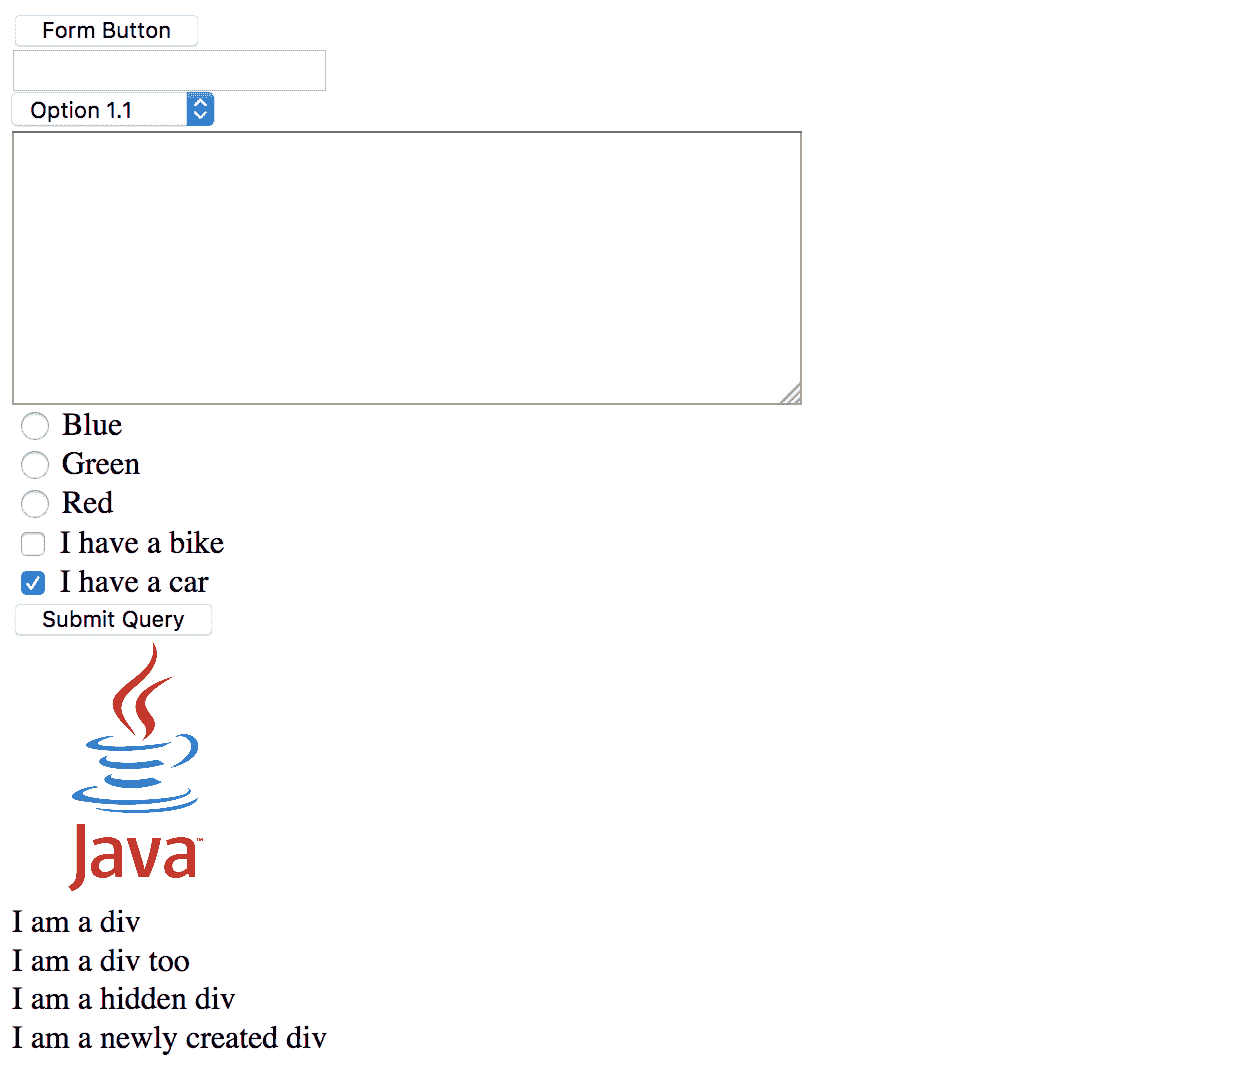 Form Button
Option 1.1
Blue
Green
Red
I have a bike
I have a car
Submit Query
Java™
I am a div
I am a div too
I am a hidden div
I am a newly created div